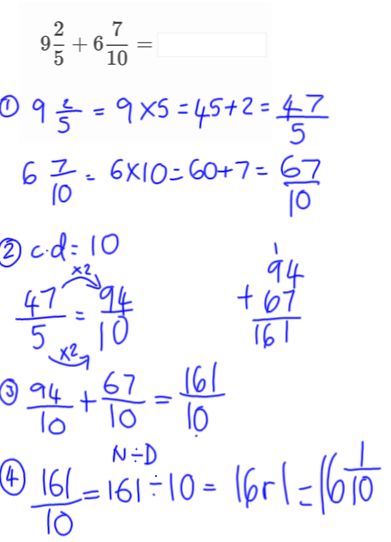 9 2/5 + 6 7/10 =
① 9 2/5 = 9×5 = 45+2 = 47/5
6 7/10 = 6×10 = 60+7 = 67/10
② c.d = 10
×2
47/5 = 94/10
×2
1
94
+ 67
161
③ 94/10 + 67/10 = 161/10
N÷D
④ 161/10 = 161÷10 = 16r1 = 16 1/10